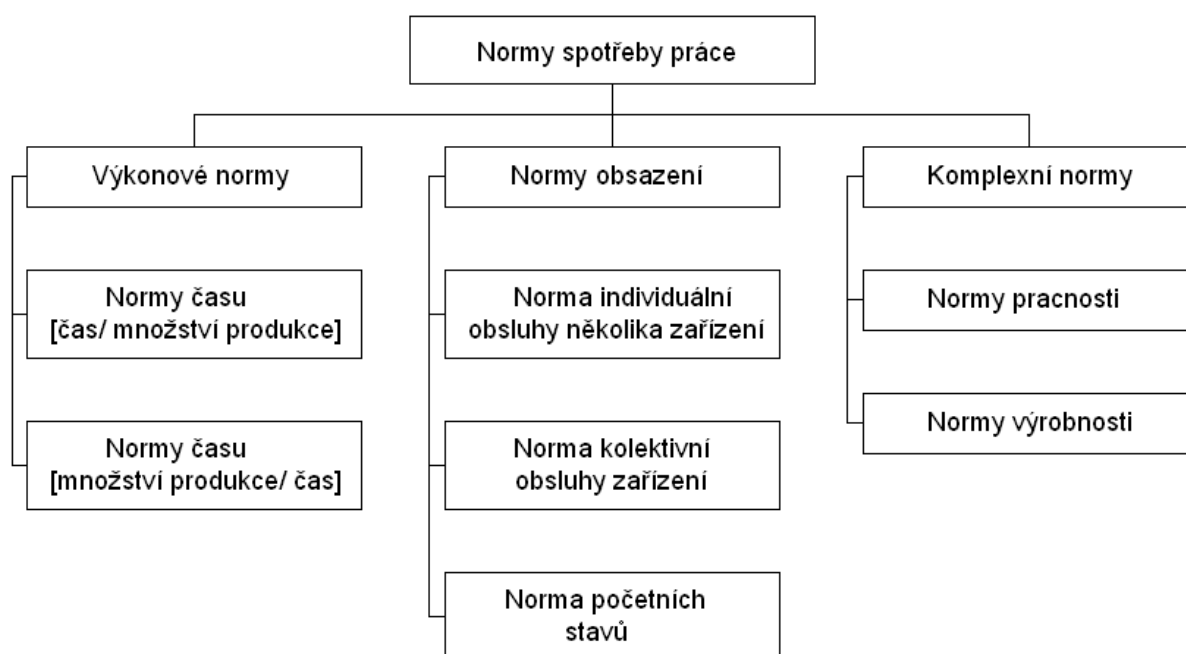 Normy spotřeby práce
Výkonové normy
Normy času
[čas/ množství produkce]
Normy času
[množství produkce/ čas]
Normy obsazení
Norma individuální
obsluhy několika zařízení
Norma kolektivní
obsluhy zařízení
Norma početních
stavů
Komplexní normy
Normy pracnosti
Normy výrobnosti